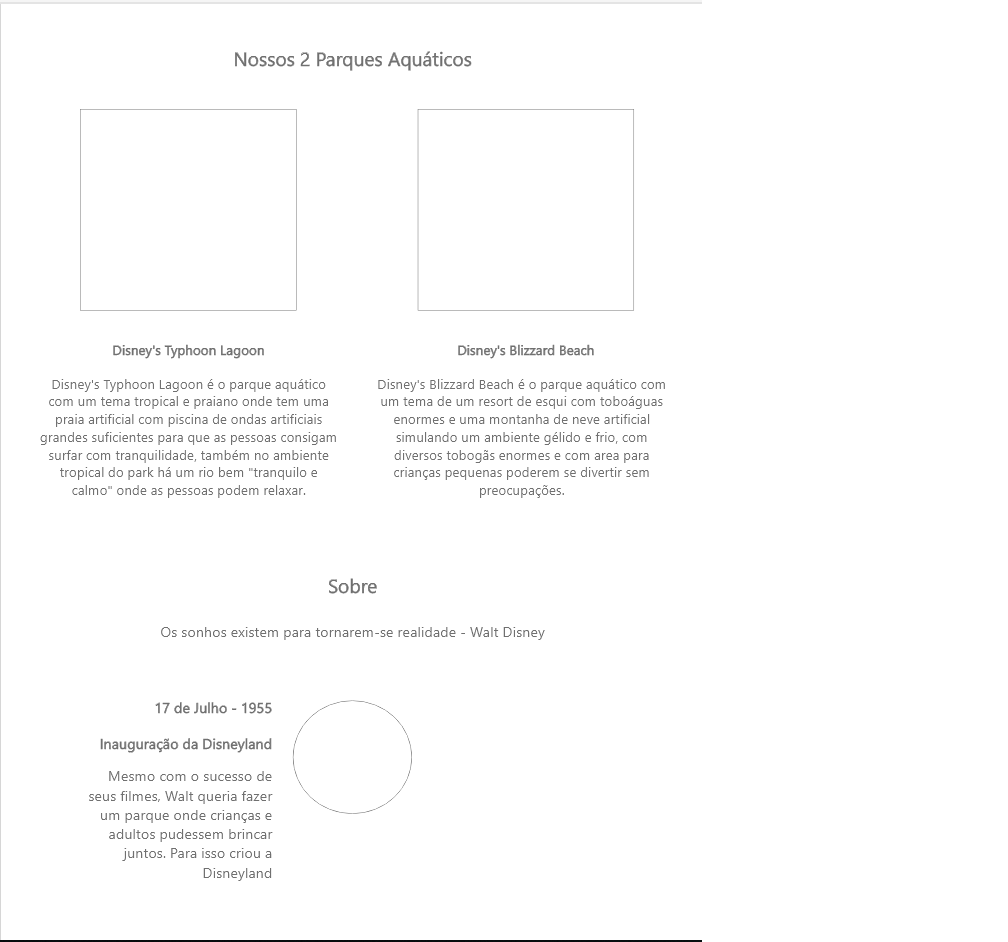 Nossos 2 Parques Aquáticos
Disney's Typhoon Lagoon
Disney's Typhoon Lagoon é o parque aquático
com um tema tropical e praiano onde tem uma
praia artificial com piscina de ondas artificiais
grandes suficientes para que as pessoas consigam
surfar com tranquilidade, também no ambiente
tropical do park há um rio bem "tranquilo e
calmo" onde as pessoas podem relaxar.
Disney's Blizzard Beach
Disney's Blizzard Beach é o parque aquático com
um tema de um resort de esqui com toboáguas
enormes e uma montanha de neve artificial
simulando um ambiente gélido e frio, com
diversos tobogãs enormes e com area para
crianças pequenas poderem se divertir sem
preocupações.
Sobre
Os sonhos existem para tornarem-se realidade - Walt Disney
17 de Julho - 1955
Inauguração da Disneyland
Mesmo com o sucesso de
seus filmes, Walt queria fazer
um parque onde crianças e
adultos pudessem brincar
juntos. Para isso criou a
Disneyland